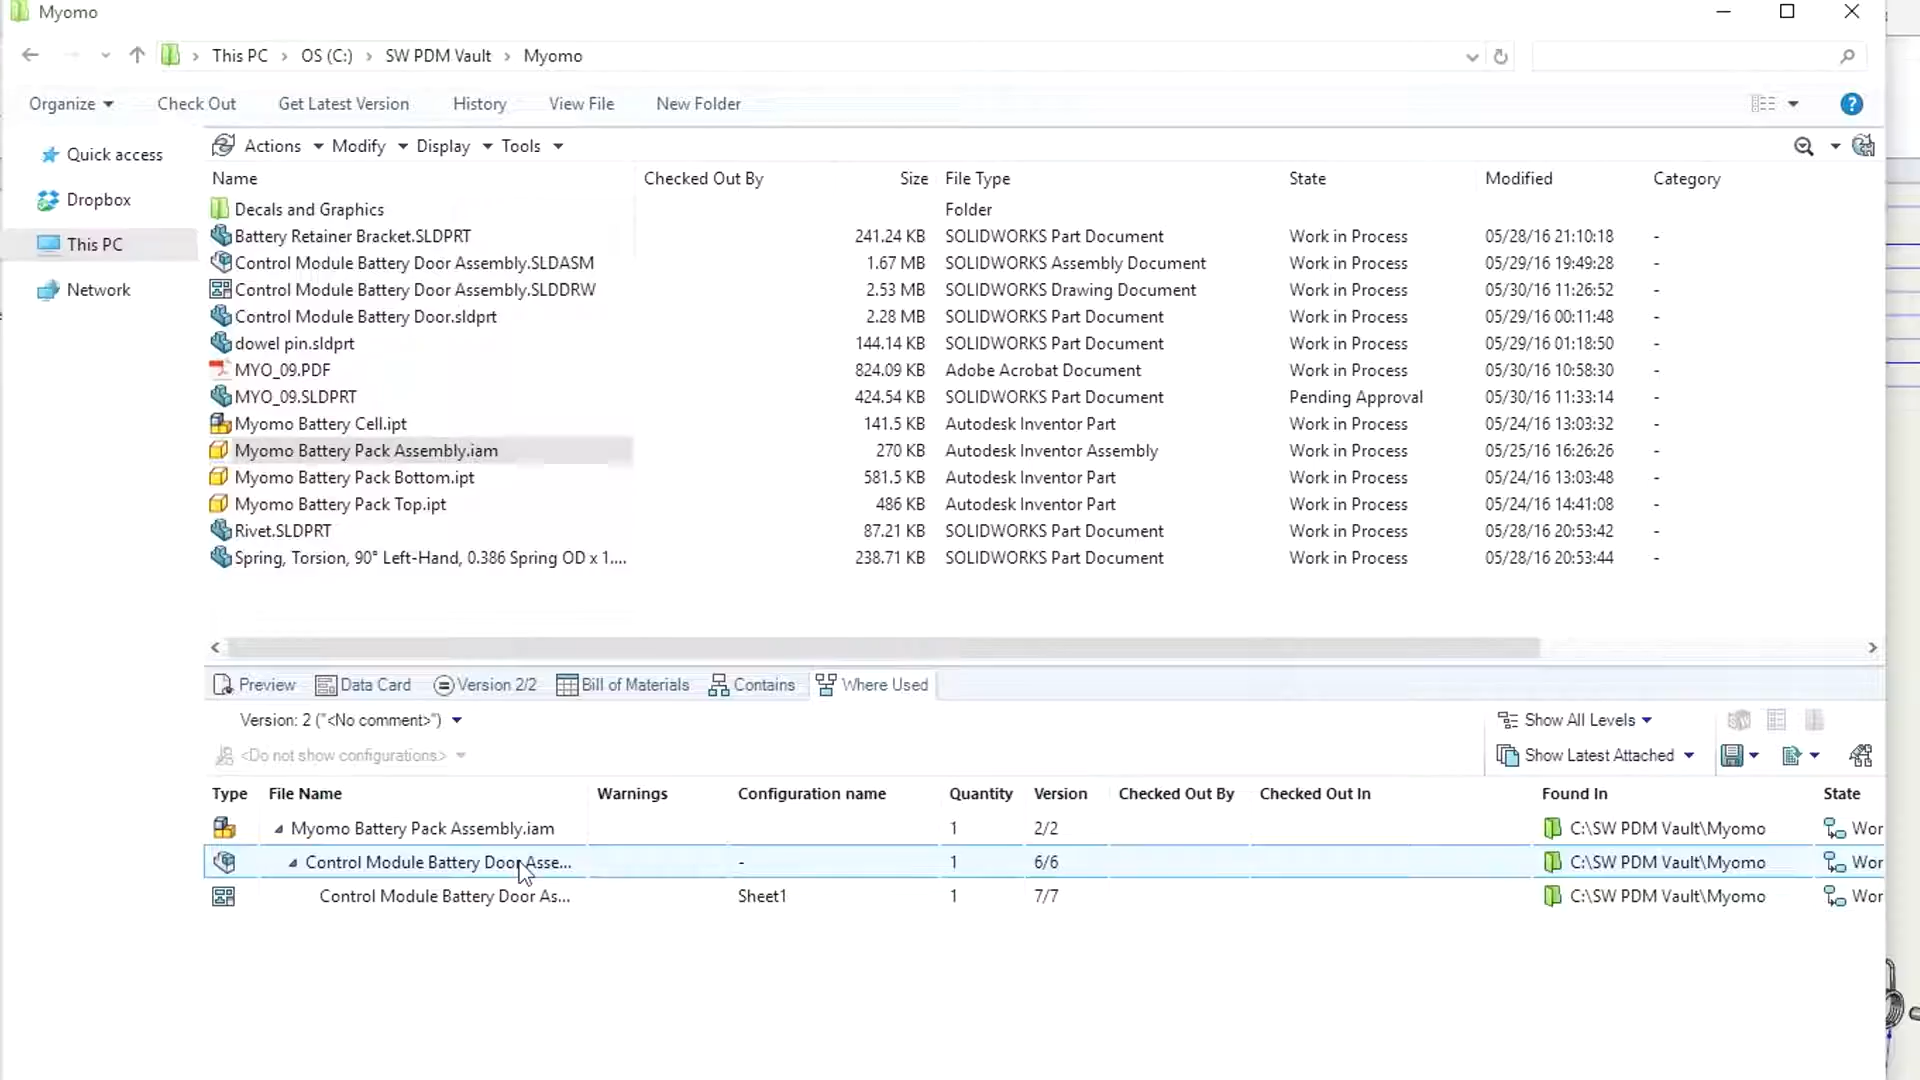 Myomo
This PC > OS (C:) > SW PDM Vault > Myomo
Organize Check Out Get Latest Version History View File New Folder ?
Quick access
Dropbox
This PC
Network
Actions Modify Display Tools
Name Checked Out By Size File Type State Modified Category
Decals and Graphics Folder
Battery Retainer Bracket.SLDPRT 241.24 KB SOLIDWORKS Part Document Work in Process 05/28/16 21:10:18 -
Control Module Battery Door Assembly.SLDASM 1.67 MB SOLIDWORKS Assembly Document Work in Process 05/29/16 19:49:28 -
Control Module Battery Door Assembly.SLDDRW 2.53 MB SOLIDWORKS Drawing Document Work in Process 05/30/16 11:26:52 -
Control Module Battery Door.sldprt 2.28 MB SOLIDWORKS Part Document Work in Process 05/29/16 00:11:48 -
dowel pin.sldprt 144.14 KB SOLIDWORKS Part Document Work in Process 05/29/16 01:18:50 -
MYO_09.PDF 824.09 KB Adobe Acrobat Document Work in Process 05/30/16 10:58:30 -
MYO_09.SLDPRT 424.54 KB SOLIDWORKS Part Document Pending Approval 05/30/16 11:33:14 -
Myomo Battery Cell.ipt 141.5 KB Autodesk Inventor Part Work in Process 05/24/16 13:03:32 -
Myomo Battery Pack Assembly.iam 270 KB Autodesk Inventor Assembly Work in Process 05/25/16 16:26:26 -
Myomo Battery Pack Bottom.ipt 581.5 KB Autodesk Inventor Part Work in Process 05/24/16 13:03:48 -
Myomo Battery Pack Top.ipt 486 KB Autodesk Inventor Part Work in Process 05/24/16 14:41:08 -
Rivet.SLDPRT 87.21 KB SOLIDWORKS Part Document Work in Process 05/28/16 20:53:42 -
Spring, Torsion, 90° Left-Hand, 0.386 Spring OD x 1.... 238.71 KB SOLIDWORKS Part Document Work in Process 05/28/16 20:53:44 -
Preview Data Card Version 2/2 Bill of Materials Contains Where Used
Version: 2 ("<No comment>") Show All Levels
<Do not show configurations> Show Latest Attached
Type File Name Warnings Configuration name Quantity Version Checked Out By Checked Out In Found In State
Myomo Battery Pack Assembly.iam 1 2/2 C:\SW PDM Vault\Myomo Wor
Control Module Battery Door Asse... - 1 6/6 C:\SW PDM Vault\Myomo Wor
Control Module Battery Door As... Sheet1 1 7/7 C:\SW PDM Vault\Myomo Wor